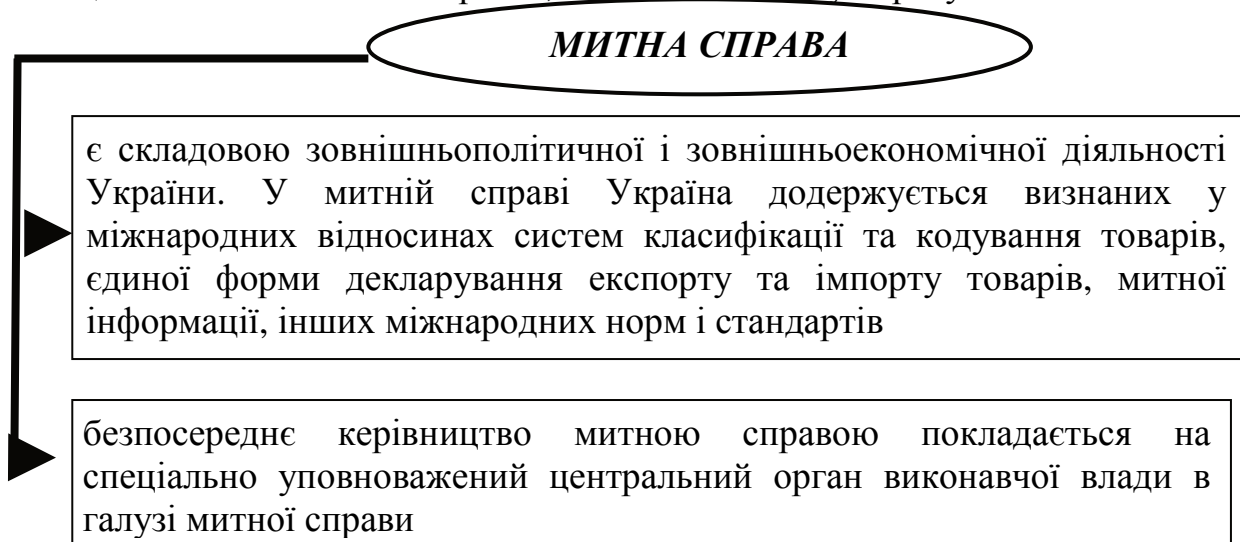 МИТНА СПРАВА
є складовою зовнішньополітичної і зовнішньоекономічної діяльності
України. У митній справі Україна додержується визнаних у
міжнародних відносинах систем класифікації та кодування товарів,
єдиної форми декларування експорту та імпорту товарів, митної
інформації, інших міжнародних норм і стандартів
безпосереднє керівництво митною справою покладається на
спеціально уповноважений центральний орган виконавчої влади в
галузі митної справи